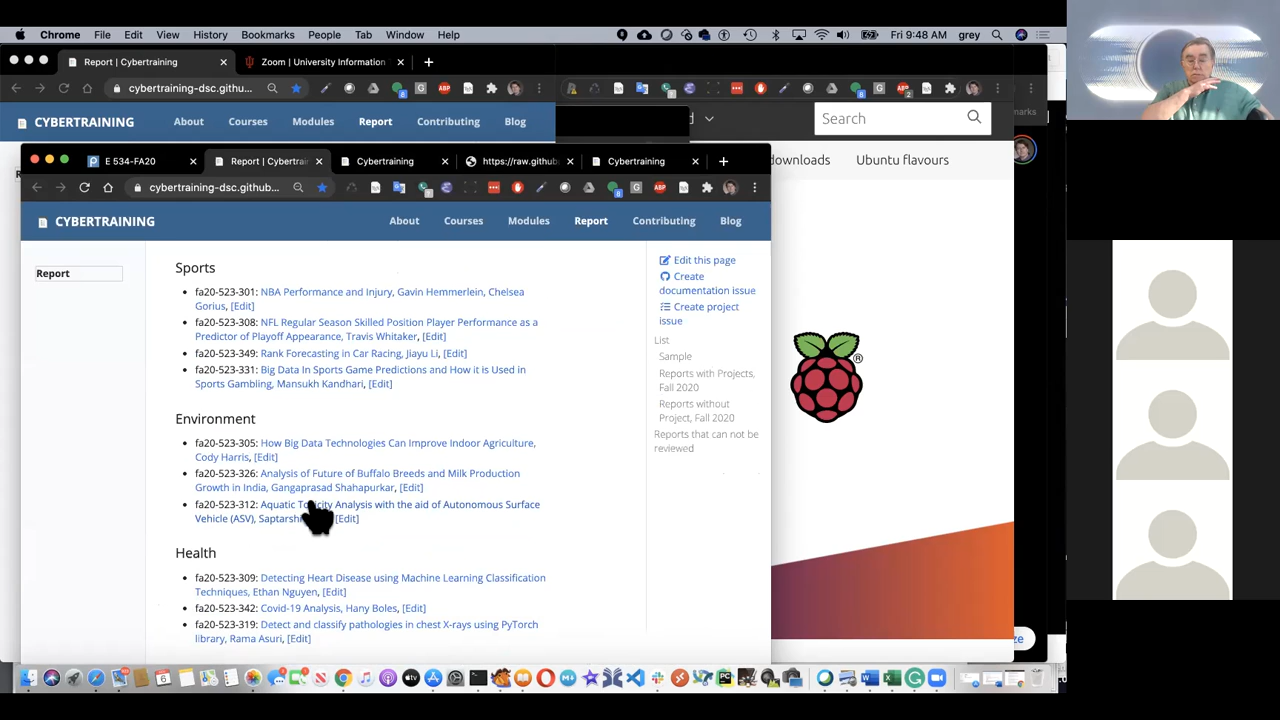 Chrome File Edit View History Bookmarks People Tab Window Help Fri 9:48 AM grey
Report | Cybertraining Zoom | University Information
cybertraining-dsc.githu...
CYBERTRAINING About Courses Modules Report Contributing Blog
Search
downloads Ubuntu flavours
E 534-FA20 Report | Cybertrain Cybertraining https://raw.github Cybertraining
cybertraining-dsc.github...
CYBERTRAINING About Courses Modules Report Contributing Blog
Report
Sports
fa20-523-301: NBA Performance and Injury, Gavin Hemmerlein, Chelsea
Gorius, [Edit]
fa20-523-308: NFL Regular Season Skilled Position Player Performance as a
Predictor of Playoff Appearance, Travis Whitaker, [Edit]
fa20-523-349: Rank Forecasting in Car Racing, Jiayu Li, [Edit]
fa20-523-331: Big Data In Sports Game Predictions and How it is Used in
Sports Gambling, Mansukh Kandhari, [Edit]
Environment
fa20-523-305: How Big Data Technologies Can Improve Indoor Agriculture,
Cody Harris, [Edit]
fa20-523-326: Analysis of Future of Buffalo Breeds and Milk Production
Growth in India, Gangaprasad Shahapurkar, [Edit]
fa20-523-312: Aquatic Toxicity Analysis with the aid of Autonomous Surface
Vehicle (ASV), [Edit]
Health
fa20-523-309: Detecting Heart Disease using Machine Learning Classification
Techniques, Ethan Nguyen, [Edit]
fa20-523-342: Covid-19 Analysis, Hany Boles, [Edit]
fa20-523-319: Detect and classify pathologies in chest X-rays using PyTorch
library, Rama Asuri, [Edit]
Edit this page
Create
documentation issue
Create project
issue
List
Sample
Reports with Projects,
Fall 2020
Reports without
Project, Fall 2020
Reports that can not be
reviewed